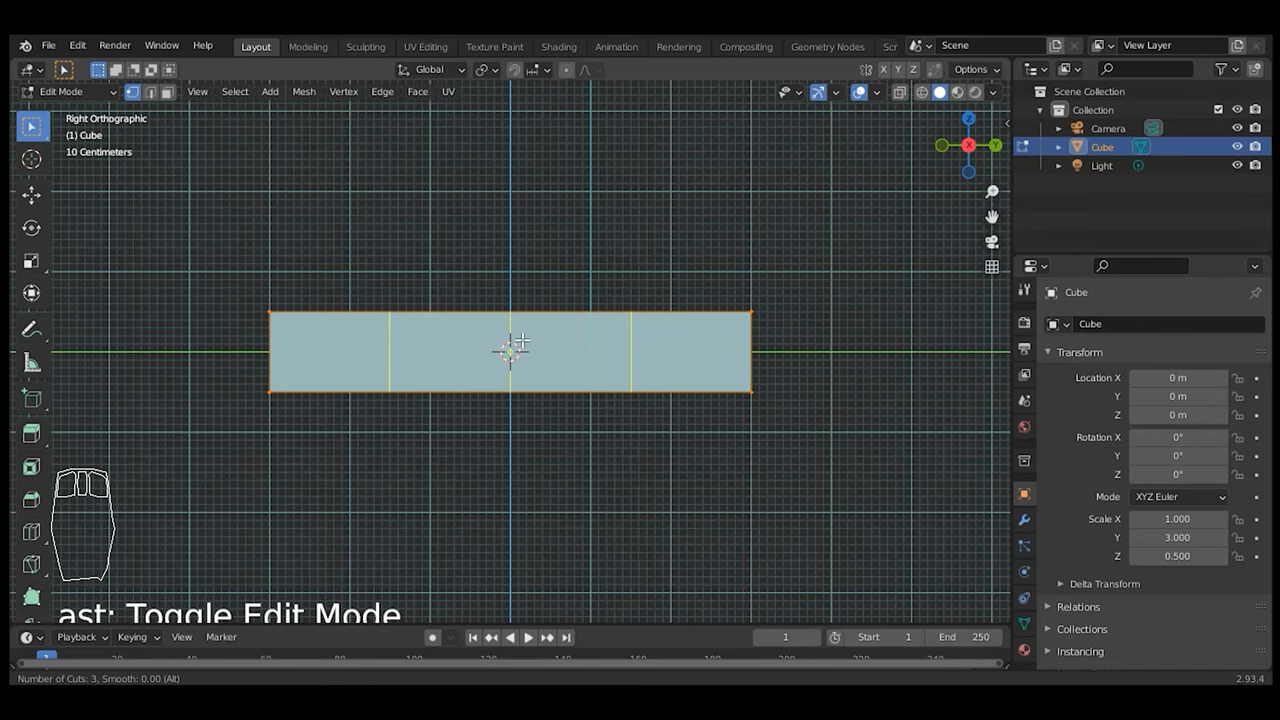 File Edit Render Window Help Layout Modeling Sculpting UV Editing Texture Paint Shading Animation Rendering Compositing Geometry Nodes Scr Scene View Layer
Global Options
Edit Mode View Select Add Mesh Vertex Edge Face UV
X Y Z
Right Orthographic
(1) Cube
10 Centimeters
Z
X
Y
Scene Collection
Collection
Camera
Cube
Light
Cube
Cube
Transform
Location X 0 m
Y 0 m
Z 0 m
Rotation X 0°
Y 0°
Z 0°
Mode XYZ Euler
Scale X 1.000
Y 3.000
Z 0.500
Delta Transform
Relations
Collections
Instancing
ast: Toggle Edit Mode
Playback Keying View Marker 1 Start 1 End 250
1
Number of Cuts: 3, Smooth: 0.00 (Alt) 2.93.4